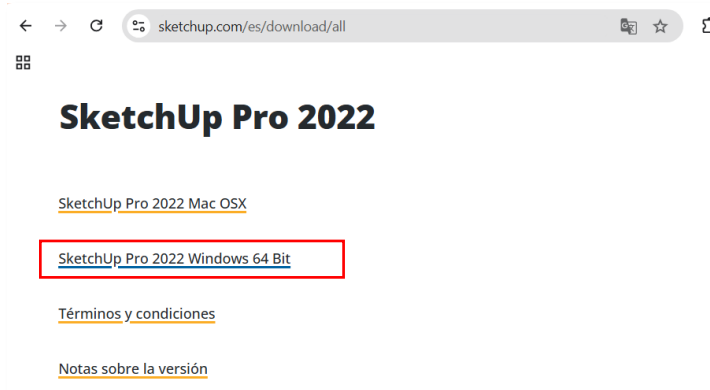 sketchup.com/es/download/all
SketchUp Pro 2022
SketchUp Pro 2022 Mac OSX
SketchUp Pro 2022 Windows 64 Bit
Términos y condiciones
Notas sobre la versión